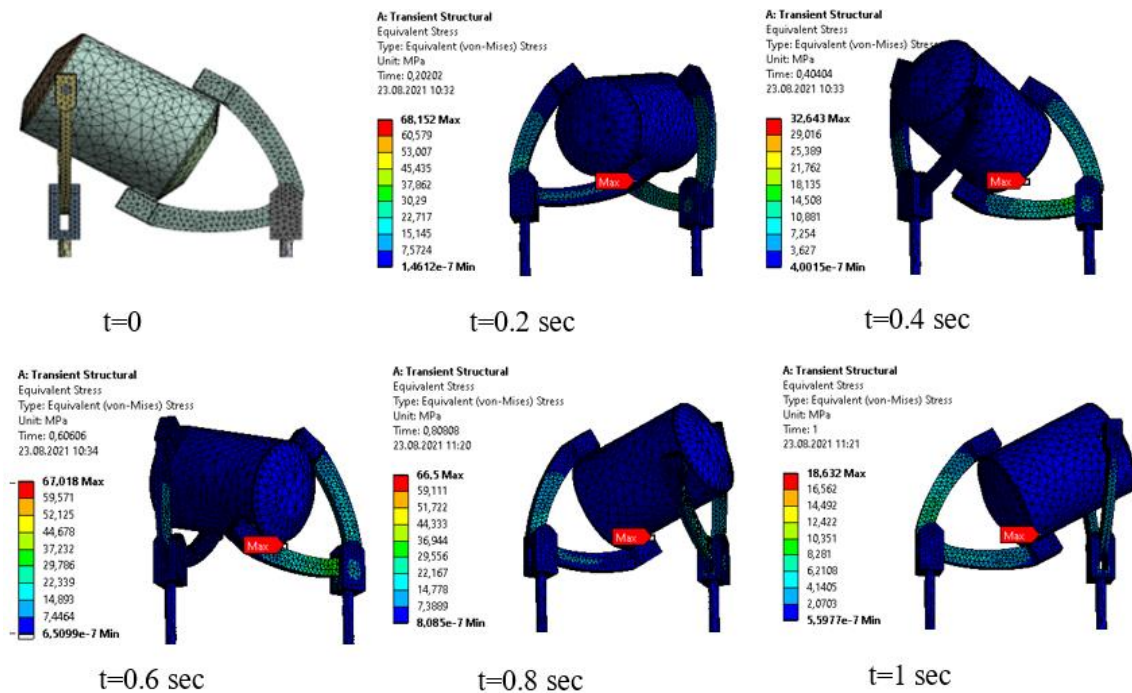 A: Transient Structural
Equivalent Stress
Type: Equivalent (von-Mises) Stress
Unit: MPa
Time: 0,20202
23.08.2021 10:32
68,152 Max
60,579
53,007
45,435
37,862
30,29
22,717
15,145
7,5724
1,4612e-7 Min
Max
A: Transient Structural
Equivalent Stress
Type: Equivalent (von-Mises) Stress
Unit: MPa
Time: 0,40404
23.08.2021 10:33
32,643 Max
29,016
25,389
21,762
18,135
14,508
10,881
7,254
3,627
4,0015e-7 Min
Max
t=0
t=0.2 sec
t=0.4 sec
A: Transient Structural
Equivalent Stress
Type: Equivalent (von-Mises) Stress
Unit: MPa
Time: 0,60606
23.08.2021 10:34
67,018 Max
59,571
52,125
44,678
37,232
29,786
22,339
14,893
7,4464
6,5099e-7 Min
Max
A: Transient Structural
Equivalent Stress
Type: Equivalent (von-Mises) Stress
Unit: MPa
Time: 0,80808
23.08.2021 11:20
66,5 Max
59,111
51,722
44,333
36,944
29,556
22,167
14,778
7,3889
8,085e-7 Min
Max
A: Transient Structural
Equivalent Stress
Type: Equivalent (von-Mises) Stress
Unit: MPa
Time: 1
23.08.2021 11:21
18,632 Max
16,562
14,492
12,422
10,351
8,281
6,2108
4,1405
2,0703
5,5977e-7 Min
Max
t=0.6 sec
t=0.8 sec
t=1 sec